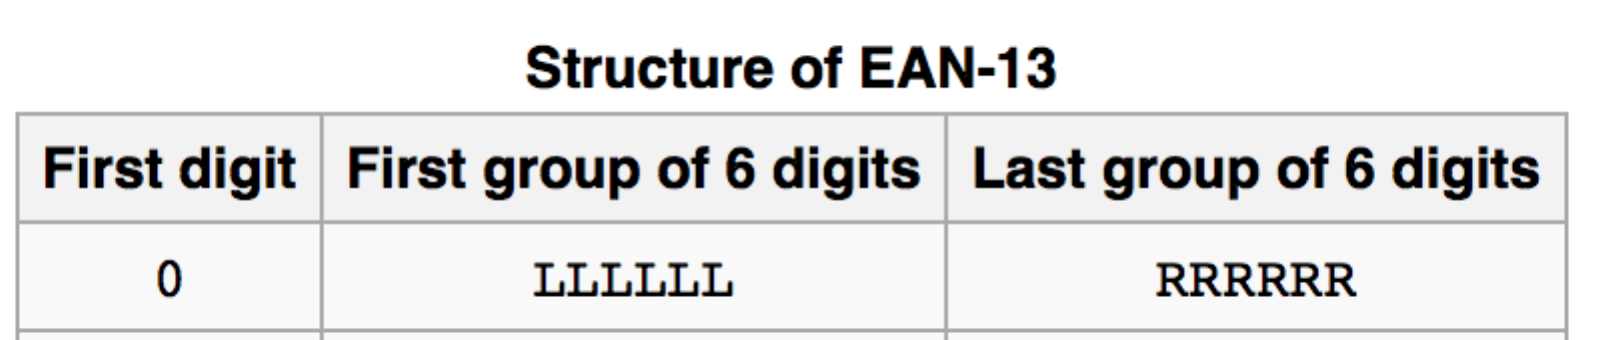 Structure of EAN-13
First digit First group of 6 digits Last group of 6 digits
0 LLLLLL RRRRRR